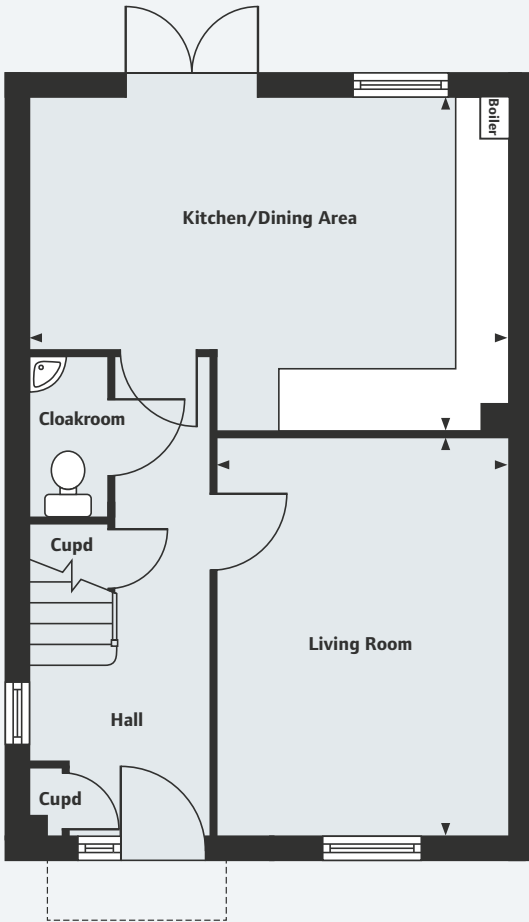 Boiler
Kitchen/Dining Area
Cloakroom
Cupd
Living Room
Hall
Cupd